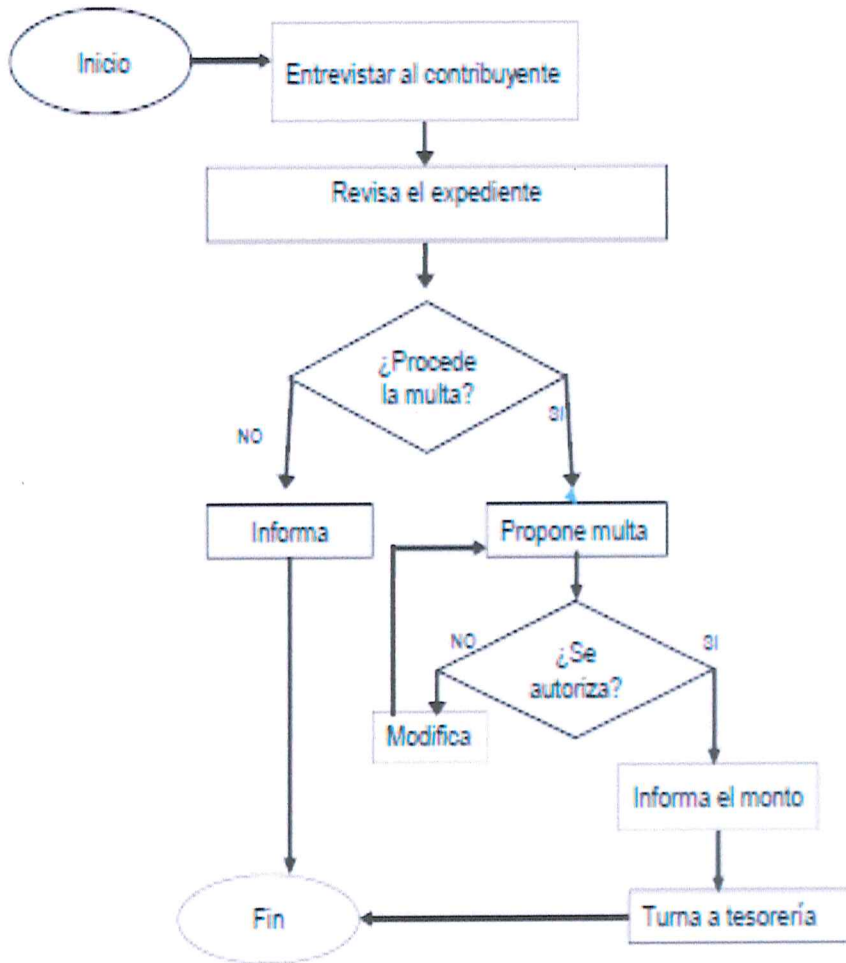 Inicio
Entrevistar al contribuyente
Revisa el expediente
¿Procede
la multa?
NO
SI
Informa
Propone multa
NO
SI
¿Se
autoriza?
Modifica
Informa el monto
Turna a tesorería
Fin